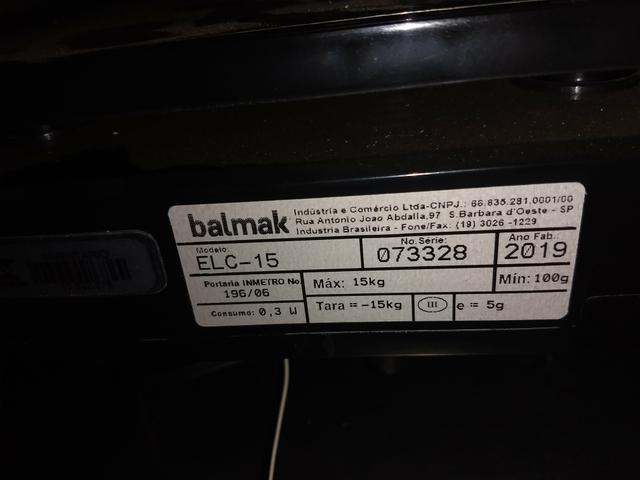 balmak
Indústria e Comércio Ltda-CNPJ.: 66.835.281.0001/00
Rua Antonio Joao Abdalla,97 S.Barbara d'Oeste - SP
Industria Brasileira - Fone/Fax: (19) 3026 -1229
Modelo:
ELC-15
No.Série:
073328
Ano Fab.:
2019
Portaria INMETRO No.
196/06
Máx: 15kg
Mín: 100g
Consumo: 0,3 W
Tara = -15kg
III
e = 5g